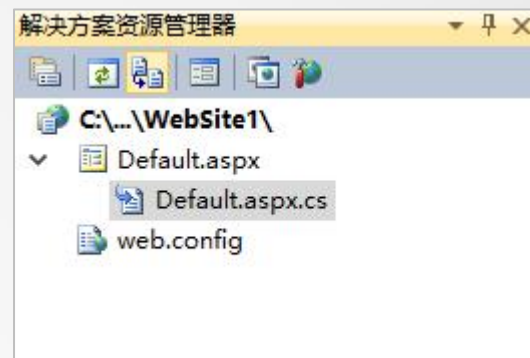 解决方案资源管理器
C:\...\WebSite1\
Default.aspx
Default.aspx.cs
web.config